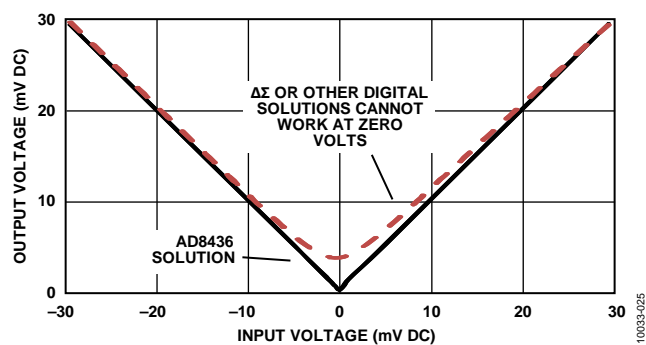 30
20
10
0
OUTPUT VOLTAGE (mV DC)
ΔΣ OR OTHER DIGITAL
SOLUTIONS CANNOT
WORK AT ZERO
VOLTS
AD8436
SOLUTION
–30 –20 –10 0 10 20 30
INPUT VOLTAGE (mV DC)
10033-025